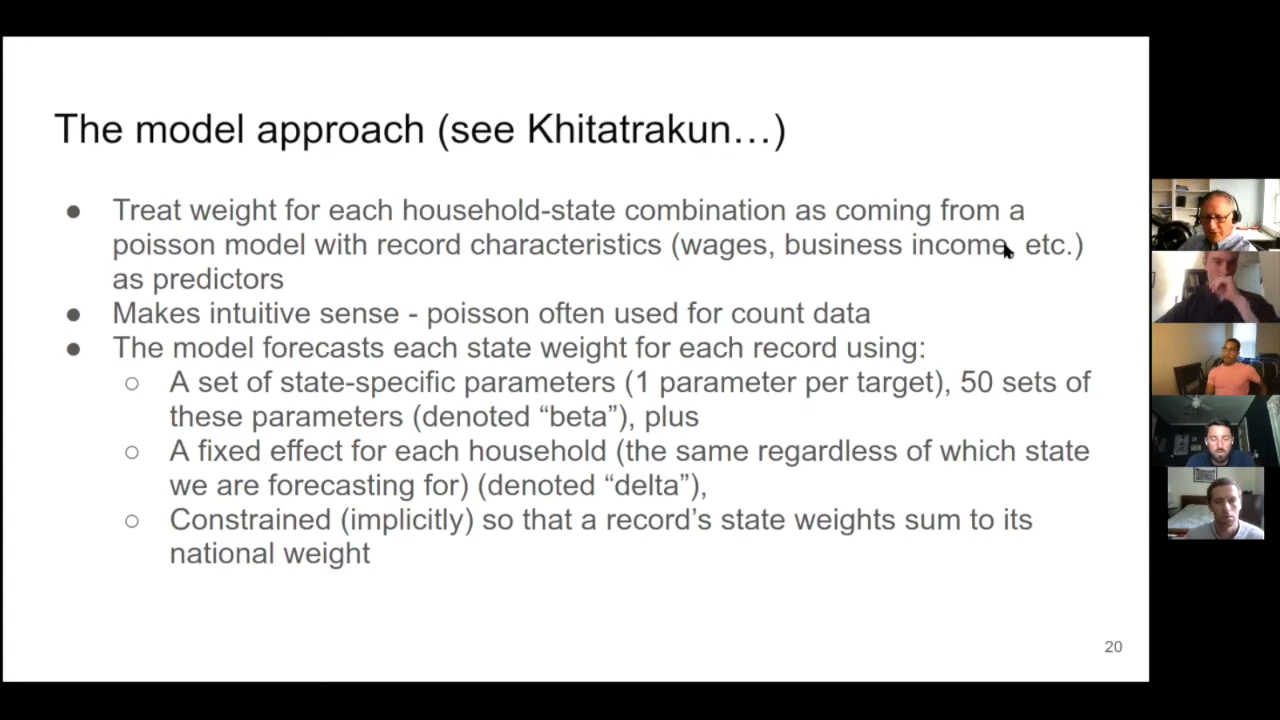 The model approach (see Khitatrakun…)
● Treat weight for each household-state combination as coming from a
poisson model with record characteristics (wages, business income, etc.)
as predictors
● Makes intuitive sense - poisson often used for count data
● The model forecasts each state weight for each record using:
○ A set of state-specific parameters (1 parameter per target), 50 sets of
these parameters (denoted “beta”), plus
○ A fixed effect for each household (the same regardless of which state
we are forecasting for) (denoted “delta”),
○ Constrained (implicitly) so that a record’s state weights sum to its
national weight
20